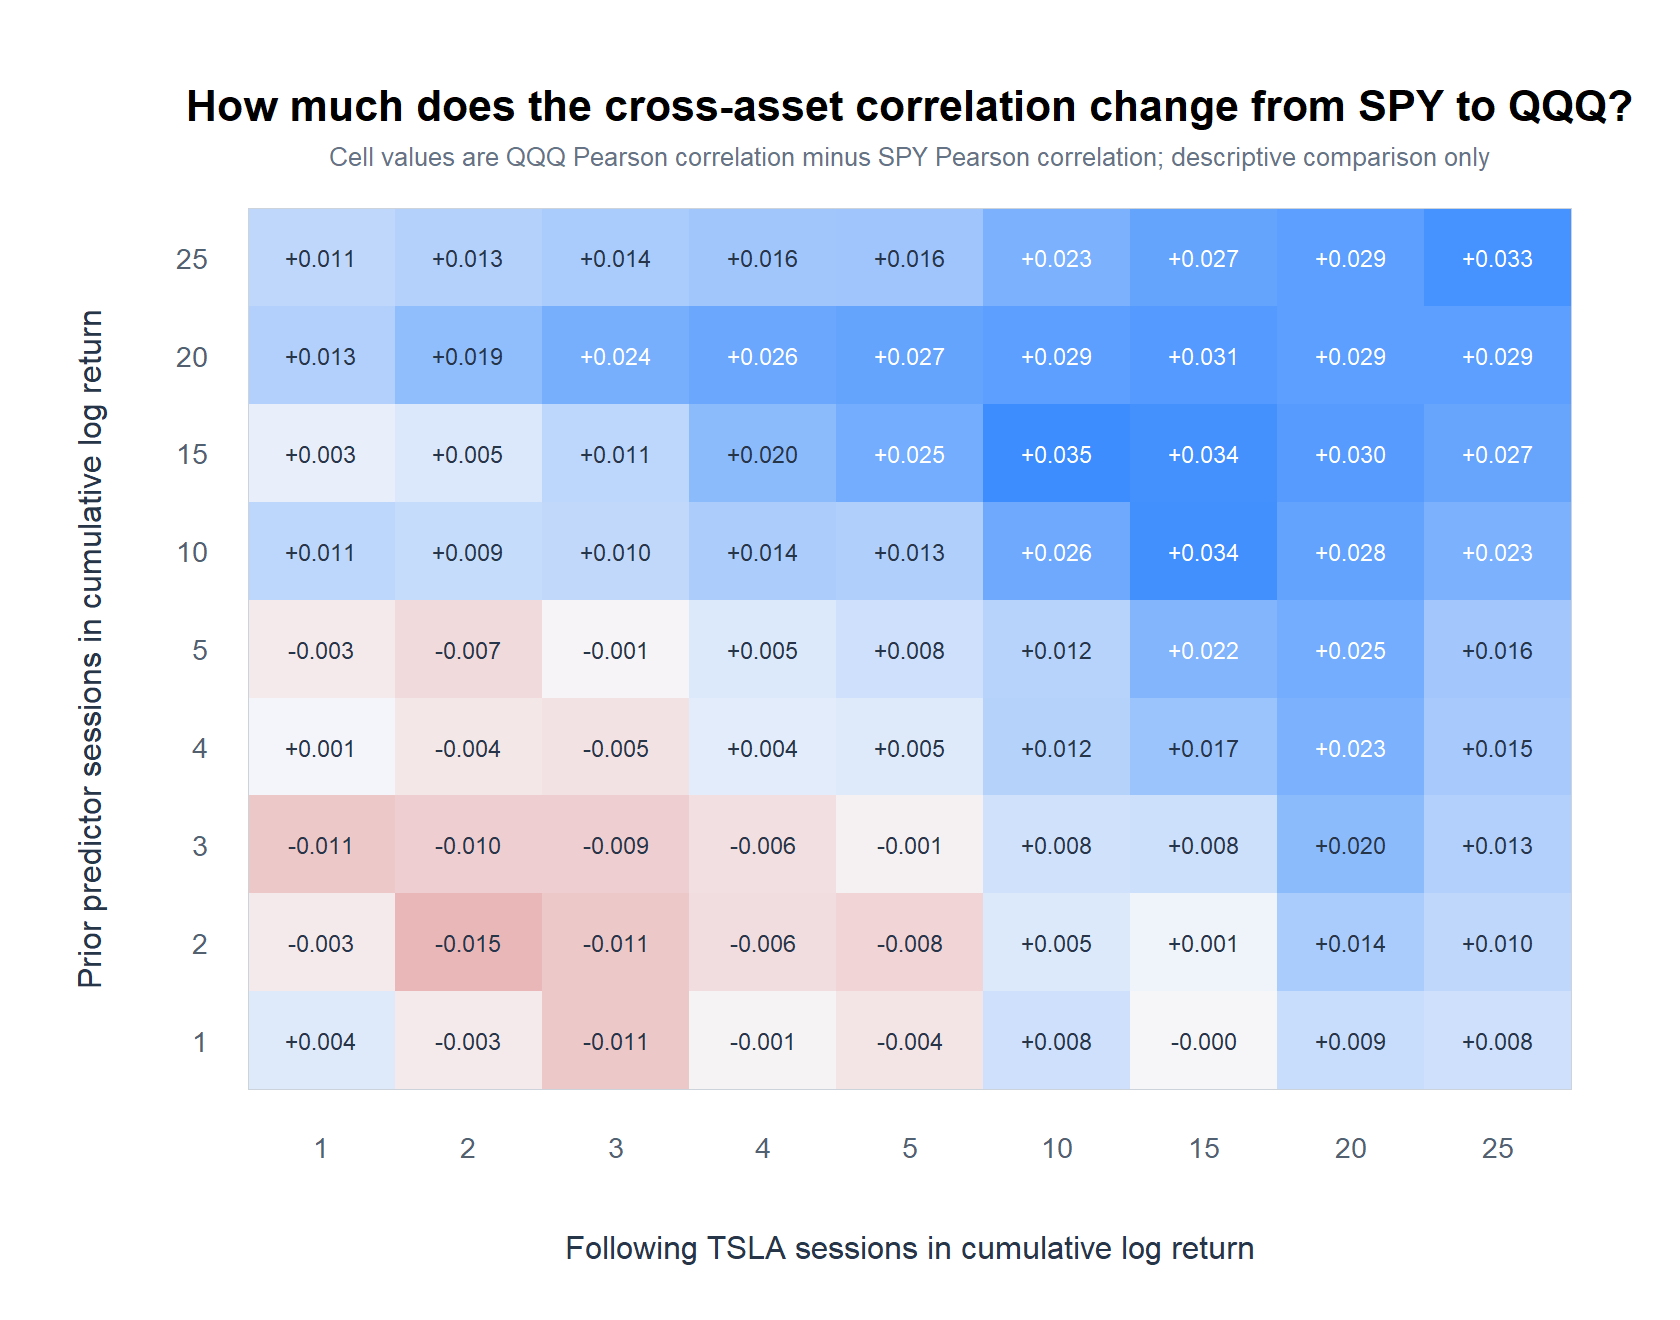 How much does the cross-asset correlation change from SPY to QQQ?
Cell values are QQQ Pearson correlation minus SPY Pearson correlation; descriptive comparison only
Prior predictor sessions in cumulative log return
25 +0.011 +0.013 +0.014 +0.016 +0.016 +0.023 +0.027 +0.029 +0.033
20 +0.013 +0.019 +0.024 +0.026 +0.027 +0.029 +0.031 +0.029 +0.029
15 +0.003 +0.005 +0.011 +0.020 +0.025 +0.035 +0.034 +0.030 +0.027
10 +0.011 +0.009 +0.010 +0.014 +0.013 +0.026 +0.034 +0.028 +0.023
5 -0.003 -0.007 -0.001 +0.005 +0.008 +0.012 +0.022 +0.025 +0.016
4 +0.001 -0.004 -0.005 +0.004 +0.005 +0.012 +0.017 +0.023 +0.015
3 -0.011 -0.010 -0.009 -0.006 -0.001 +0.008 +0.008 +0.020 +0.013
2 -0.003 -0.015 -0.011 -0.006 -0.008 +0.005 +0.001 +0.014 +0.010
1 +0.004 -0.003 -0.011 -0.001 -0.004 +0.008 -0.000 +0.009 +0.008
1 2 3 4 5 10 15 20 25
Following TSLA sessions in cumulative log return